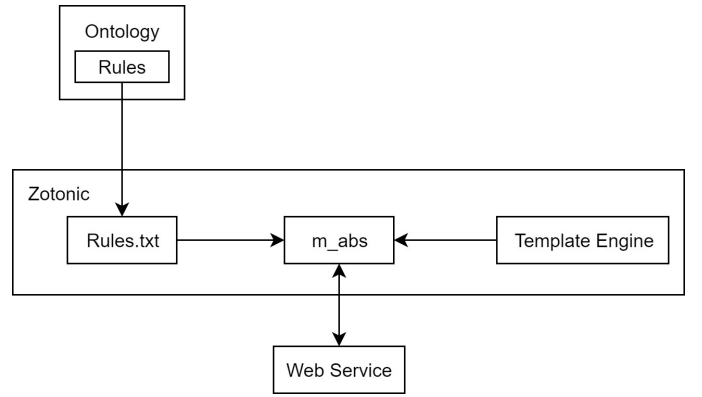 Ontology
Rules
Zotonic
Rules.txt
m_abs
Template Engine
Web Service